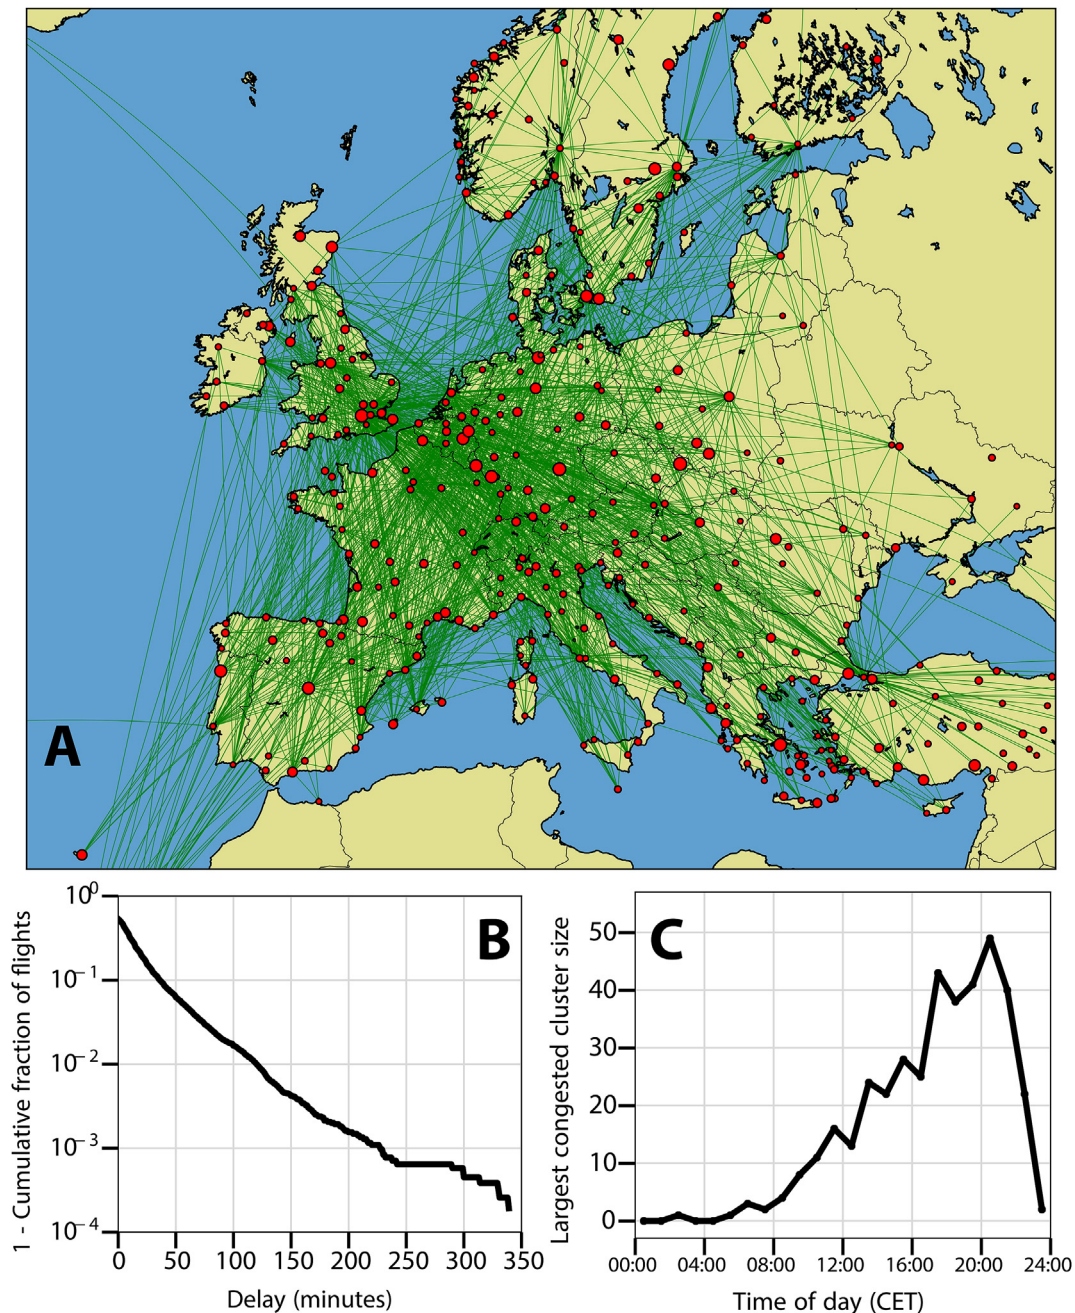 A
B
1 - Cumulative fraction of flights
10⁰
10⁻¹
10⁻²
10⁻³
10⁻⁴
0 50 100 150 200 250 300 350
Delay (minutes)
C
Largest congested cluster size
50
40
30
20
10
0
00:00 04:00 08:00 12:00 16:00 20:00 24:00
Time of day (CET)